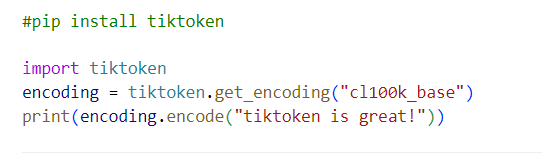 #pip install tiktoken
import tiktoken
encoding = tiktoken.get_encoding("cl100k_base")
print(encoding.encode("tiktoken is great!"))